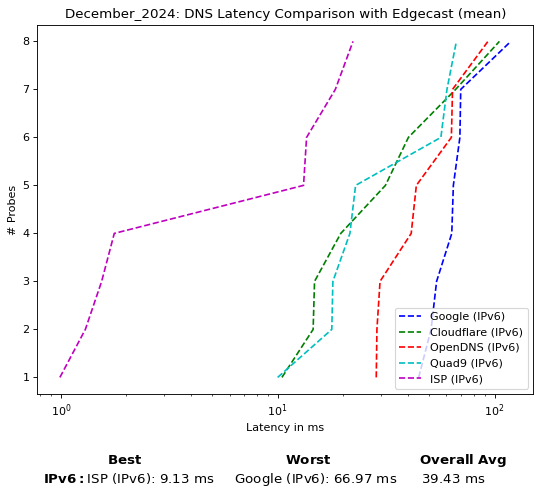 December_2024: DNS Latency Comparison with Edgecast (mean)
8
7
6
5
4
3
2
1
# Probes
Google (IPv6)
Cloudflare (IPv6)
OpenDNS (IPv6)
Quad9 (IPv6)
ISP (IPv6)
10⁰ 10¹ 10²
Latency in ms
Best Worst Overall Avg
IPv6: ISP (IPv6): 9.13 ms Google (IPv6): 66.97 ms 39.43 ms